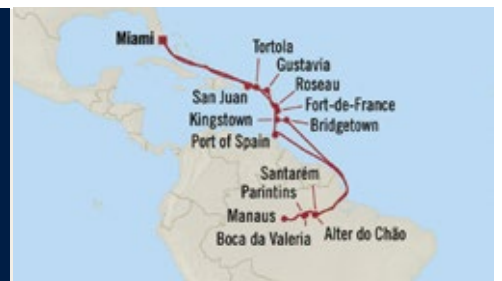 Miami
Tortola
Gustavia
San Juan
Roseau
Fort-de-France
Kingstown
Bridgetown
Port of Spain
Santarém
Parintins
Manaus
Alter do Chão
Boca da Valeria